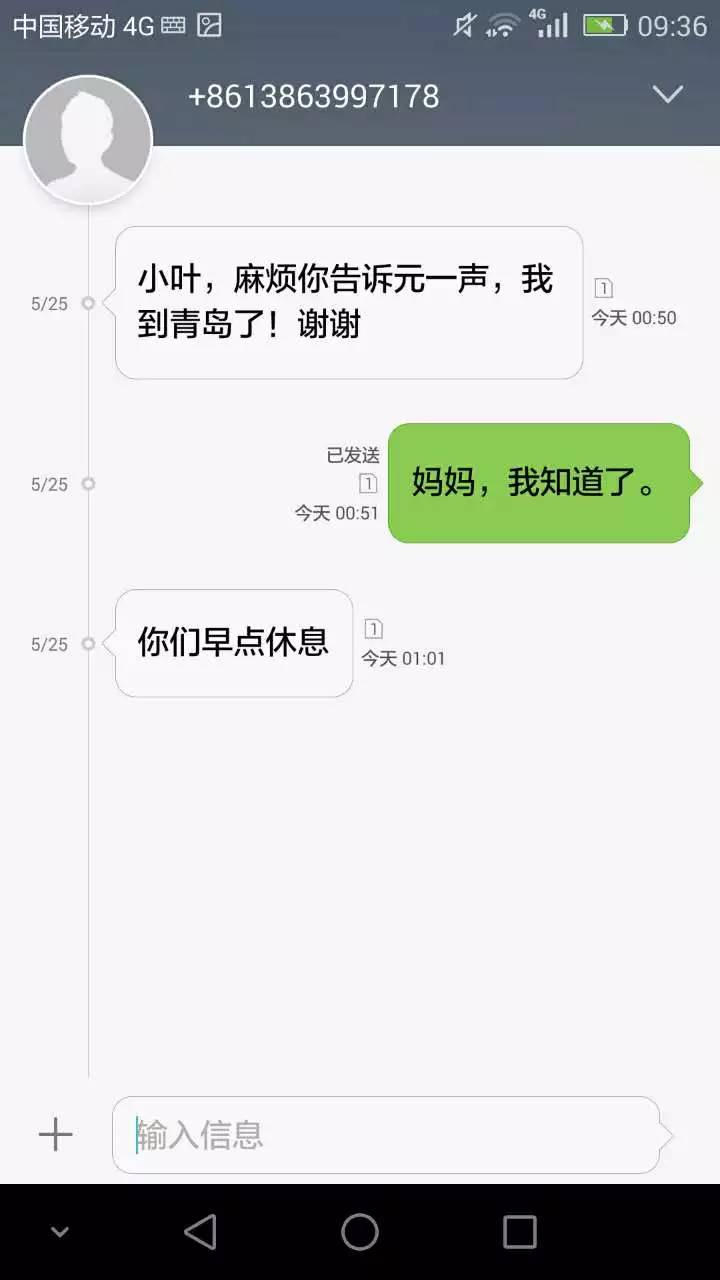 中国移动 4G 4G 09:36
+8613863997178
小叶，麻烦你告诉元一声，我
到青岛了！谢谢
5/25
1
今天 00:50
已发送
5/25
1
妈妈，我知道了。
今天 00:51
5/25
你们早点休息
1
今天 01:01
输入信息